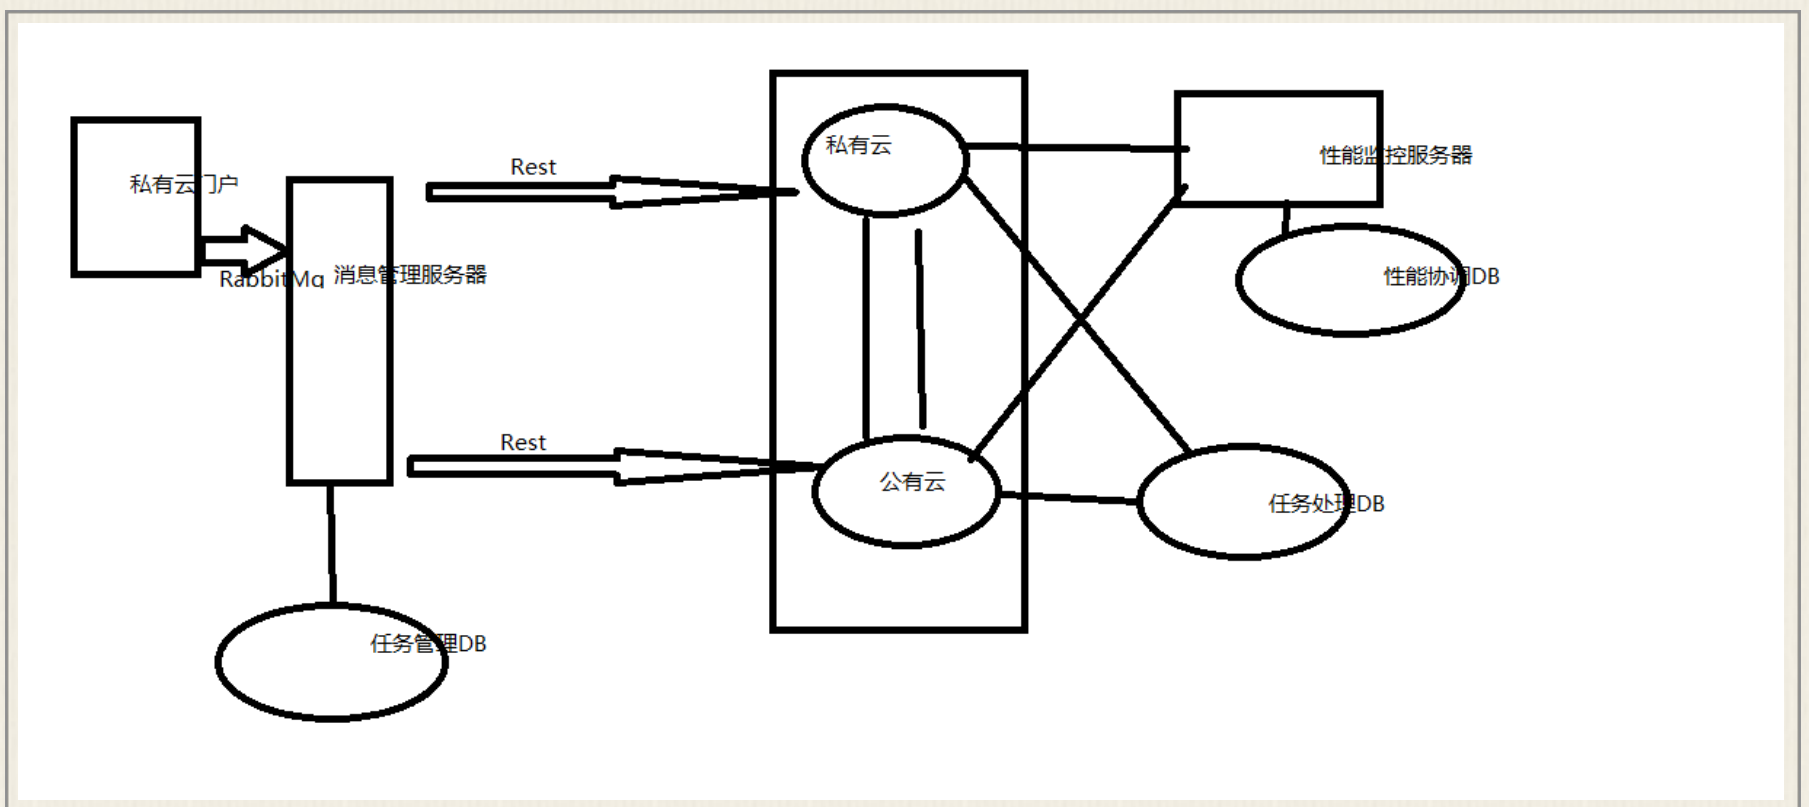 私有云门户
RabbitMq
消息管理服务器
任务管理DB
Rest
Rest
私有云
公有云
性能监控服务器
性能协调DB
任务处理DB